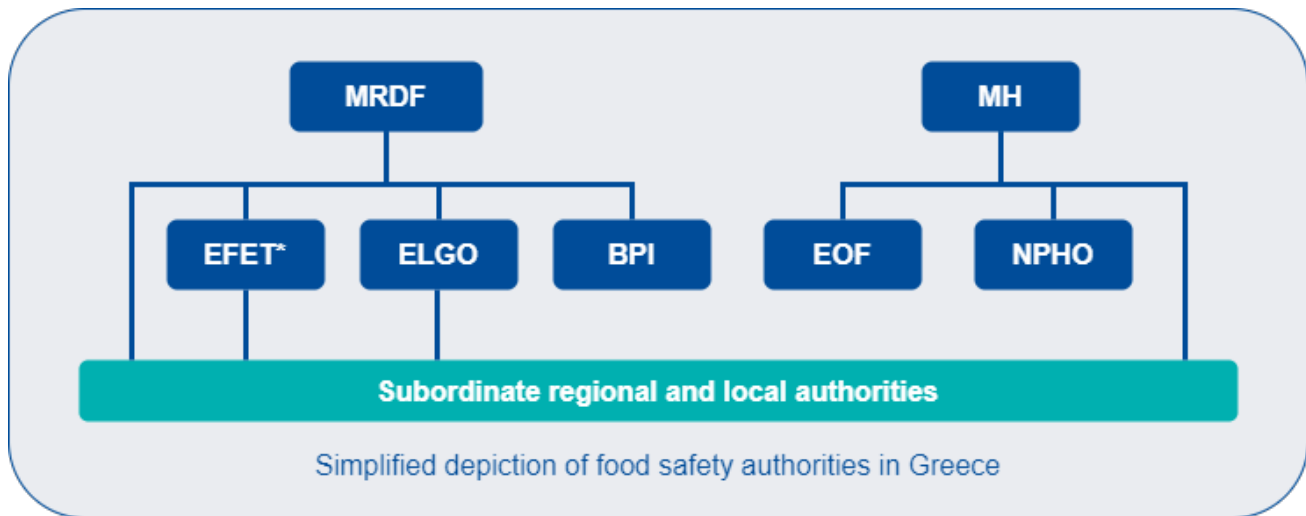 MRDF
MH
EFET*
ELGO
BPI
EOF
NPHO
Subordinate regional and local authorities
Simplified depiction of food safety authorities in Greece